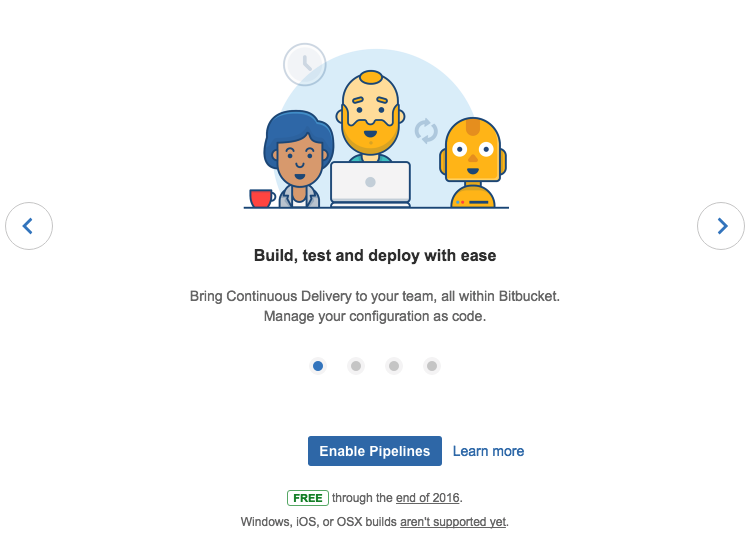 Build, test and deploy with ease
Bring Continuous Delivery to your team, all within Bitbucket.
Manage your configuration as code.
Enable Pipelines Learn more
FREE through the end of 2016.
Windows, iOS, or OSX builds aren't supported yet.